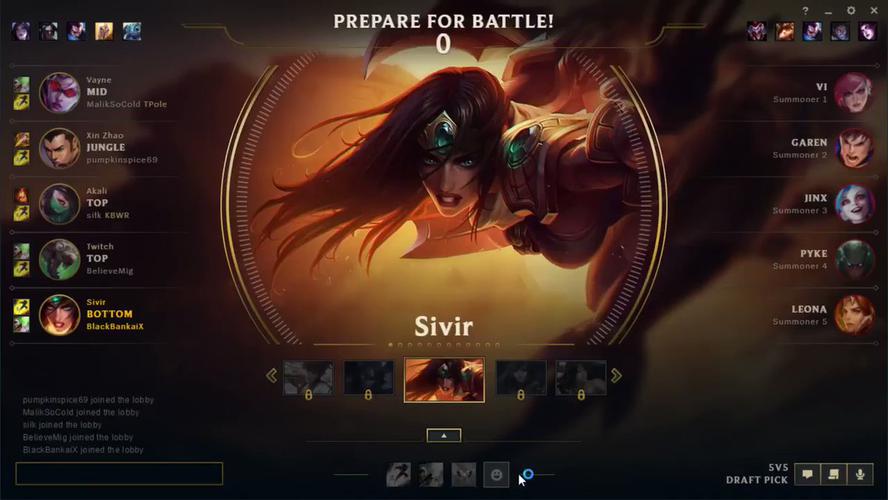 PREPARE FOR BATTLE!
0
Vayne
MID
MalikSoCold TPole
Xin Zhao
JUNGLE
pumpkinspice69
Akali
TOP
silk KBWR
Twitch
TOP
BelieveMig
Sivir
BOTTOM
BlackBankaiX
VI
Summoner 1
GAREN
Summoner 2
JINX
Summoner 3
PYKE
Summoner 4
LEONA
Summoner 5
Sivir
pumpkinspice69 joined the lobby
MalikSoCold joined the lobby
silk joined the lobby
BelieveMig joined the lobby
BlackBankaiX joined the lobby
5V5
DRAFT PICK